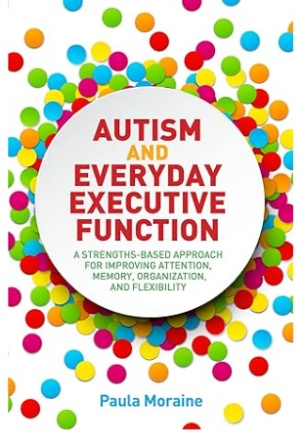 AUTISM
AND
EVERYDAY
EXECUTIVE
FUNCTION
A STRENGTHS-BASED APPROACH
FOR IMPROVING ATTENTION,
MEMORY, ORGANIZATION,
AND FLEXIBILITY
Paula Moraine